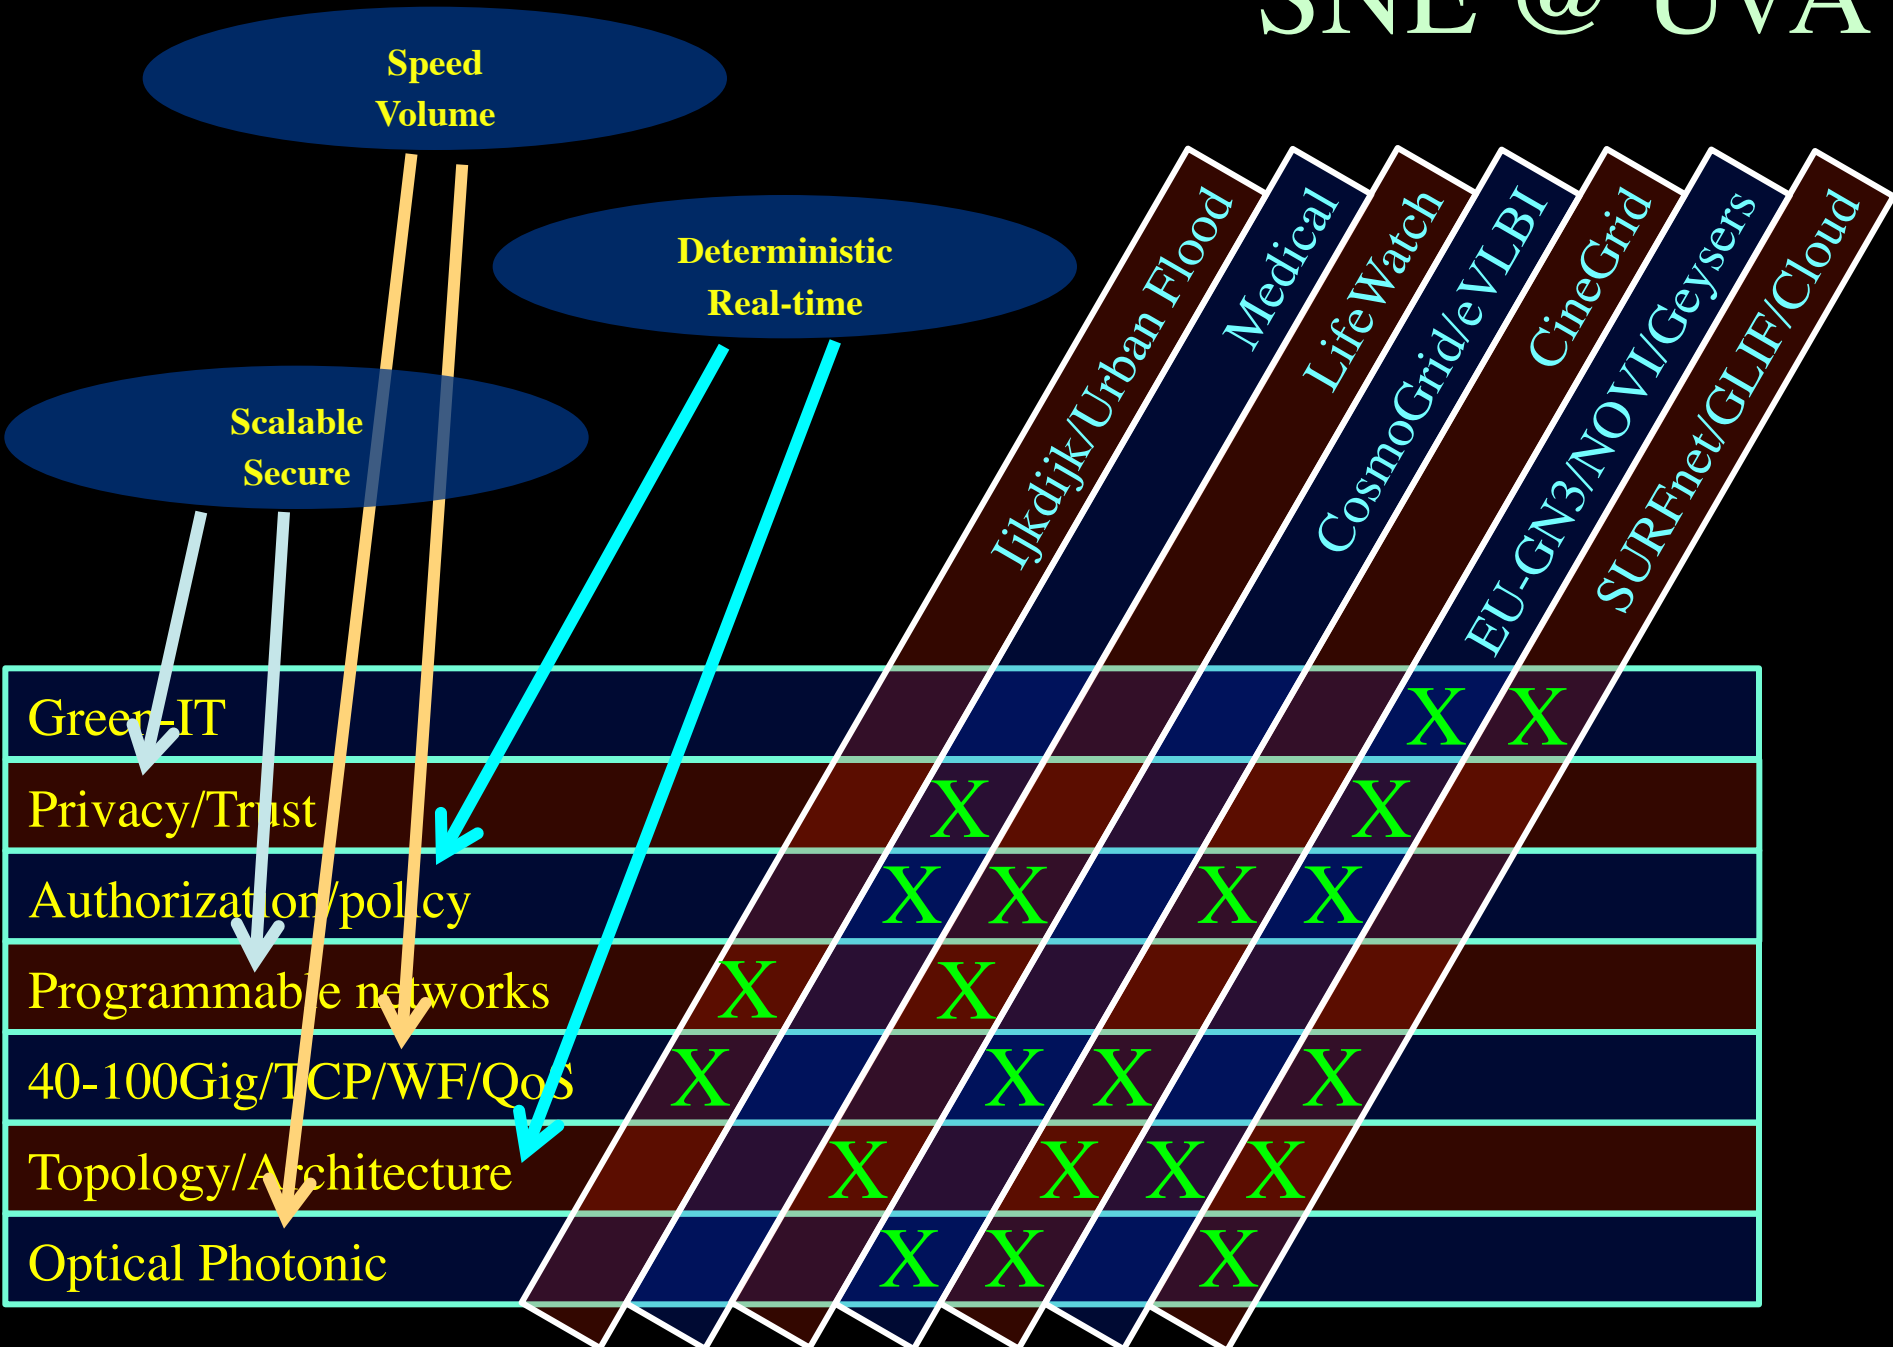 SNE @ UVA
Speed
Volume
Deterministic
Real-time
Scalable
Secure
Ijkdijk/Urban Flood
Medical
LifeWatch
CosmoGrid/eVLBI
CineGrid
EU-GN3/NOVI/Geysers
SURFnet/GLIF/Cloud
Green-IT X X
Privacy/Trust X X
Authorization/policy X X X X
Programmable networks X X
40-100Gig/TCP/WF/QoS X X X X
Topology/Architecture X X X X
Optical Photonic X X X